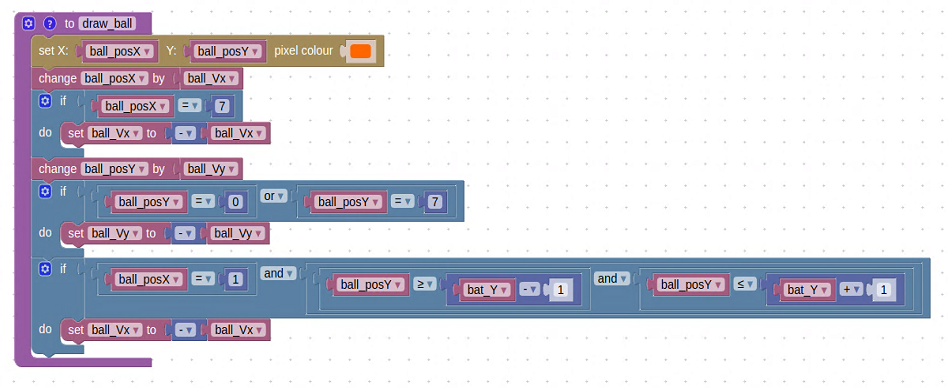 ? to draw_ball
set X: ball_posX ▾ Y: ball_posY ▾ pixel colour
change ball_posX ▾ by ball_Vx ▾
if ball_posX ▾ = ▾ 7
do set ball_Vx ▾ to - ▾ ball_Vx ▾
change ball_posY ▾ by ball_Vy ▾
if ball_posY ▾ = ▾ 0 or ▾ ball_posY ▾ = ▾ 7
do set ball_Vy ▾ to - ▾ ball_Vy ▾
if ball_posX ▾ = ▾ 1 and ▾ ball_posY ▾ ≥ ▾ bat_Y ▾ - ▾ 1 and ▾ ball_posY ▾ ≤ ▾ bat_Y ▾ + ▾ 1
do set ball_Vx ▾ to - ▾ ball_Vx ▾